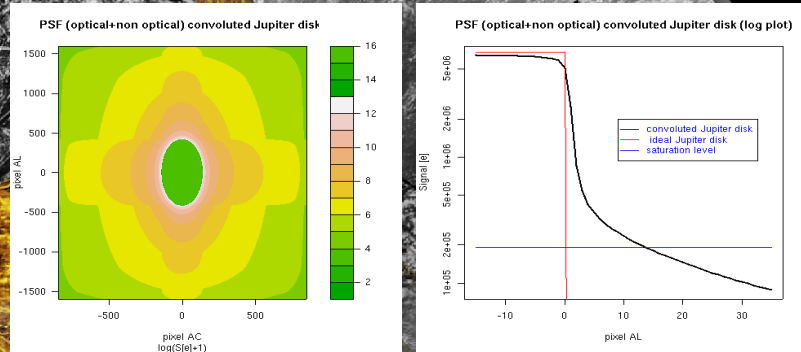 PSF (optical+non optical) convoluted Jupiter disk
1500
1000
500
0
-500
-1000
-1500
pixel AL
-500
0
500
pixel AC
log(S[e]+1)
16
14
12
10
8
6
4
2
PSF (optical+non optical) convoluted Jupiter disk (log plot)
5e+06
2e+06
1e+06
5e+05
2e+05
1e+05
Signal [e]
convoluted Jupiter disk
ideal Jupiter disk
saturation level
-10
0
10
20
30
pixel AL